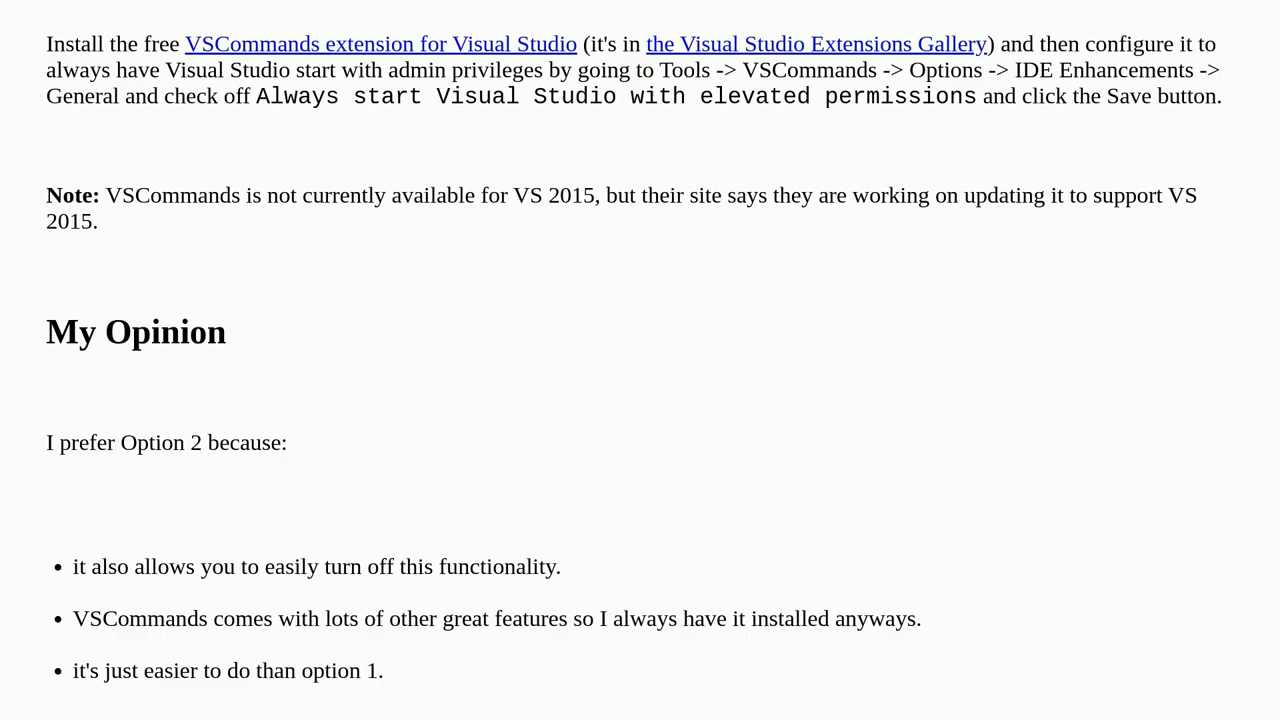 Install the free VSCommands extension for Visual Studio (it's in the Visual Studio Extensions Gallery) and then configure it to
always have Visual Studio start with admin privileges by going to Tools -> VSCommands -> Options -> IDE Enhancements ->
General and check off Always start Visual Studio with elevated permissions and click the Save button.
Note: VSCommands is not currently available for VS 2015, but their site says they are working on updating it to support VS
2015.
My Opinion
I prefer Option 2 because:
• it also allows you to easily turn off this functionality.
• VSCommands comes with lots of other great features so I always have it installed anyways.
• it's just easier to do than option 1.